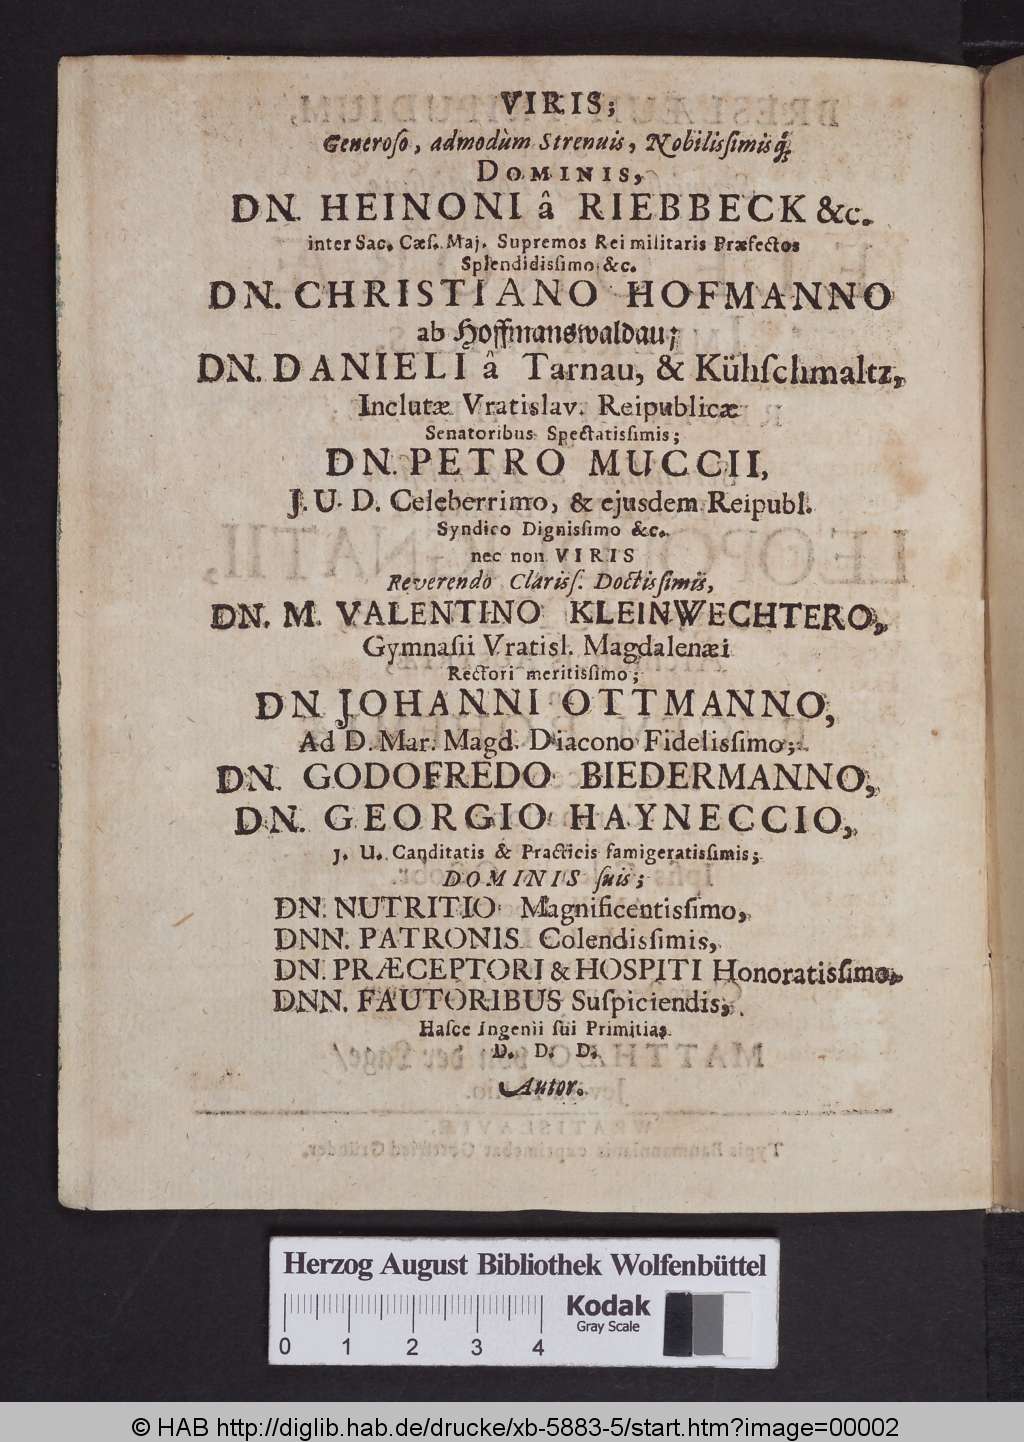 VIRIS;
Generoſo, admodùm Strenuis, Nobiliſſimisq́;
DOMINIS,
DN. HEINONI â RIEBBECK &c.
inter Sac. Cæſ. Maj. Supremos Rei militaris Præfectos
Splendidiſſimo &c.
DN. CHRISTIANO HOFMANNO
ab Hoffmanswaldau;
DN. DANIELI â Tarnau, & Kühſchmaltz,
Inclutæ Vratislav. Reipublicæ
Senatoribus Spectatiſſimis;
DN. PETRO MUCCII,
J. U. D. Celeberrimo, & ejusdem Reipubl.
Syndico Digniſſimo &c.
nec non VIRIS
Reverendo Clariſſ. Doctiſſimis,
DN. M. VALENTINO KLEINWECHTERO,
Gymnaſii Vratisl. Magdalenæi
Rectori meritiſſimo;
DN JOHANNI OTTMANNO,
Ad D. Mar. Magd. Diacono Fideliſſimo;
DN. GODOFREDO BIEDERMANNO,
DN. GEORGIO HAYNECCIO,
J. U. Canditatis & Practicis famigeratiſſimis;
DOMINIS ſuis;
DN. NUTRITIO Magnificentiſſimo,
DNN. PATRONIS Colendiſſimis,
DN. PRÆCEPTORI & HOSPITI Honoratiſſimo,
DNN. FAUTORIBUS Suſpiciendis,
Haſce Ingenii ſui Primitias
D. D. D.
Autor.
Herzog August Bibliothek Wolfenbüttel
Kodak
Gray Scale
0 1 2 3 4
© HAB http://diglib.hab.de/drucke/xb-5883-5/start.htm?image=00002